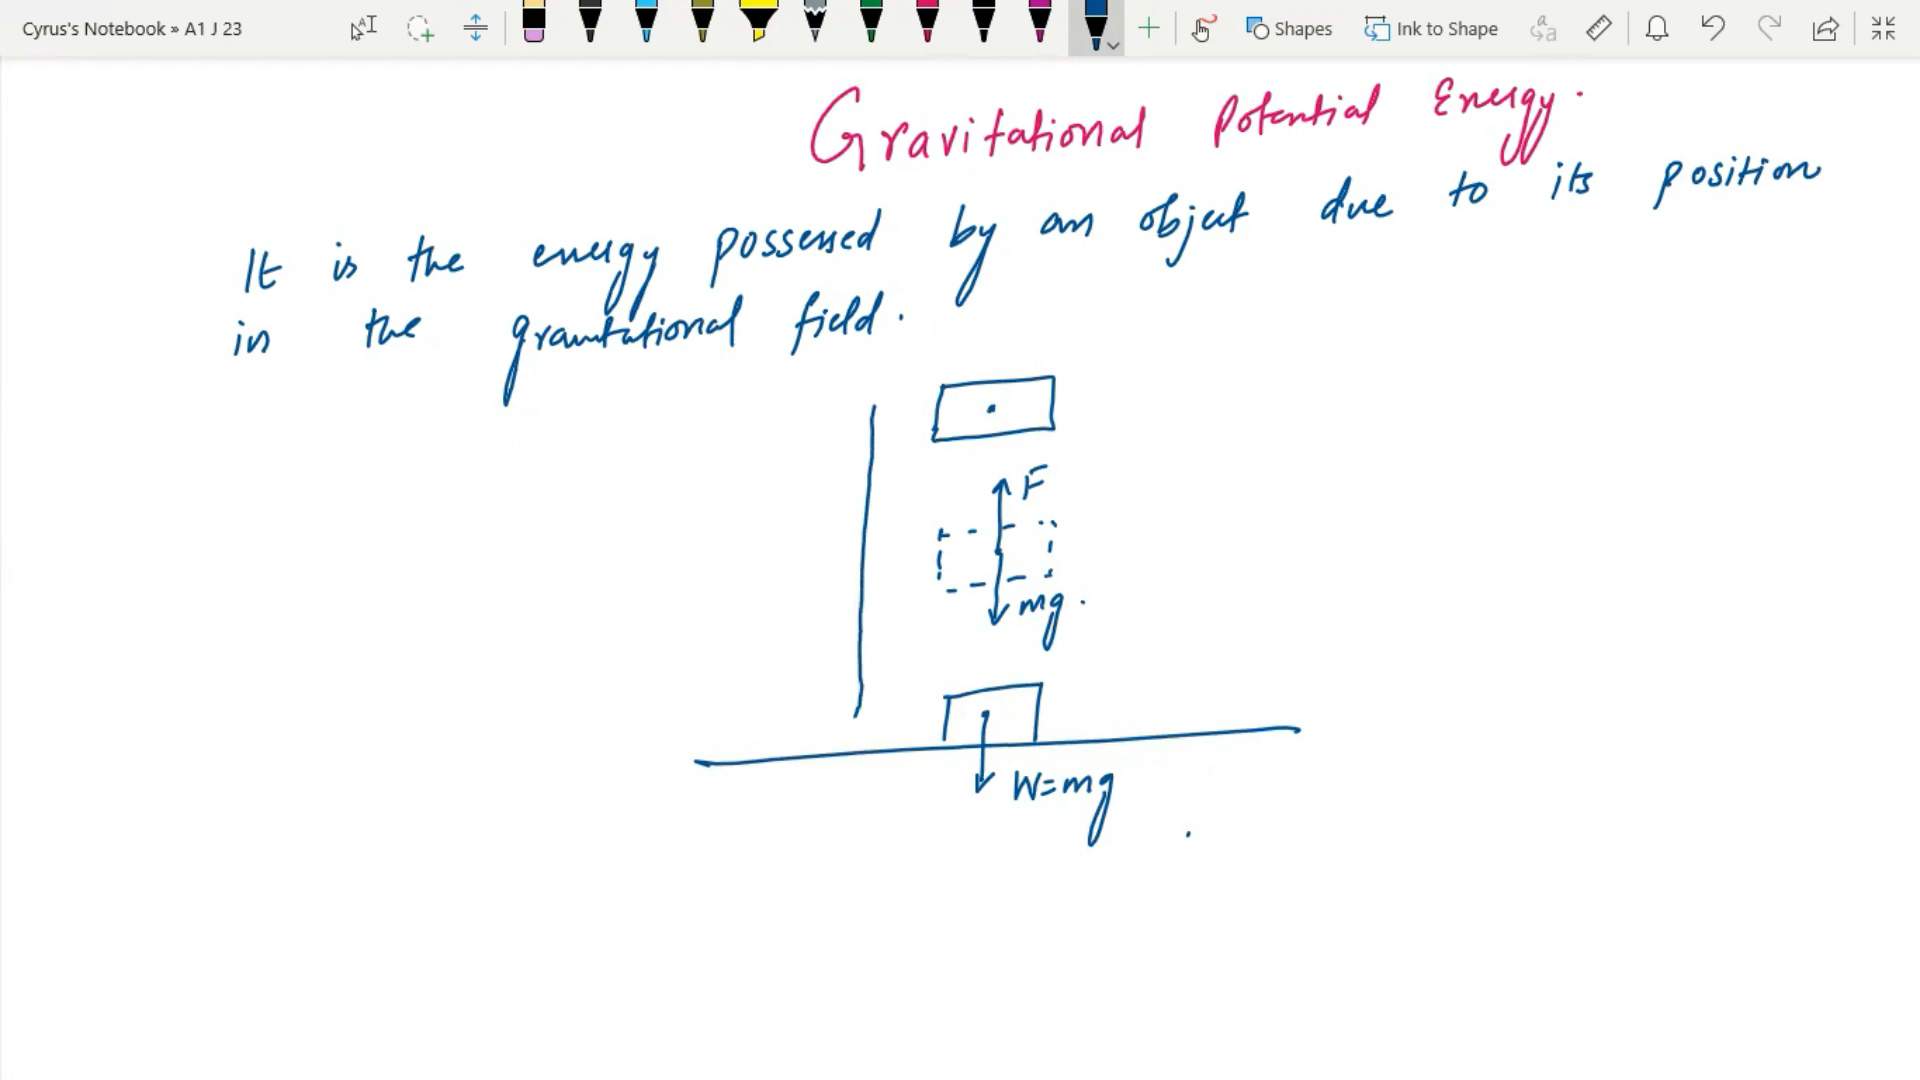 Cyrus's Notebook » A1 J 23
Shapes
Ink to Shape
Gravitational Potential Energy.
It is the energy possessed by an object due to its position
in the gravitational field.
F
mg.
W=mg